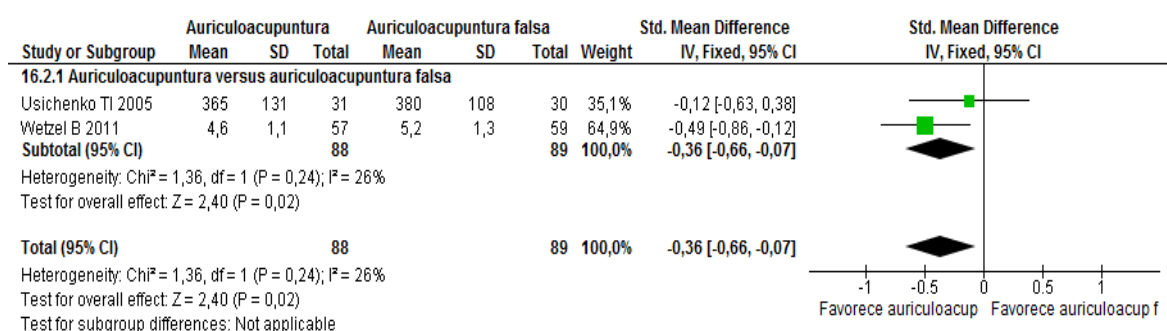 Auriculoacupuntura Auriculoacupuntura falsa Std. Mean Difference Std. Mean Difference
Study or Subgroup Mean SD Total Mean SD Total Weight IV, Fixed, 95% CI IV, Fixed, 95% CI
16.2.1 Auriculoacupuntura versus auriculoacupuntura falsa
Usichenko TI 2005 365 131 31 380 108 30 35,1% -0,12 [-0,63, 0,38]
Wetzel B 2011 4,6 1,1 57 5,2 1,3 59 64,9% -0,49 [-0,86, -0,12]
Subtotal (95% CI) 88 89 100,0% -0,36 [-0,66, -0,07]
Heterogeneity: Chi² = 1,36, df = 1 (P = 0,24); I² = 26%
Test for overall effect: Z = 2,40 (P = 0,02)
Total (95% CI) 88 89 100,0% -0,36 [-0,66, -0,07]
Heterogeneity: Chi² = 1,36, df = 1 (P = 0,24); I² = 26%
Test for overall effect: Z = 2,40 (P = 0,02)
Test for subgroup differences: Not applicable
-1 -0.5 0 0.5 1
Favorece auriculoacup Favorece auriculoacup f